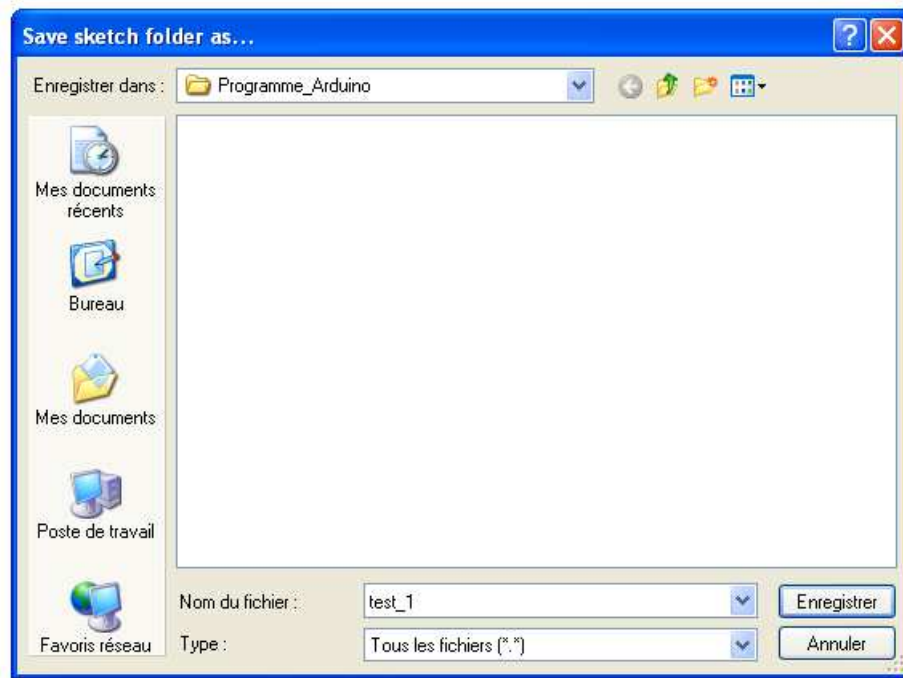 Save sketch folder as...
Enregistrer dans :
Programme_Arduino
Mes documents
récents
Bureau
Mes documents
Poste de travail
Favoris réseau
Nom du fichier :
test_1
Enregistrer
Type :
Tous les fichiers (*.*)
Annuler